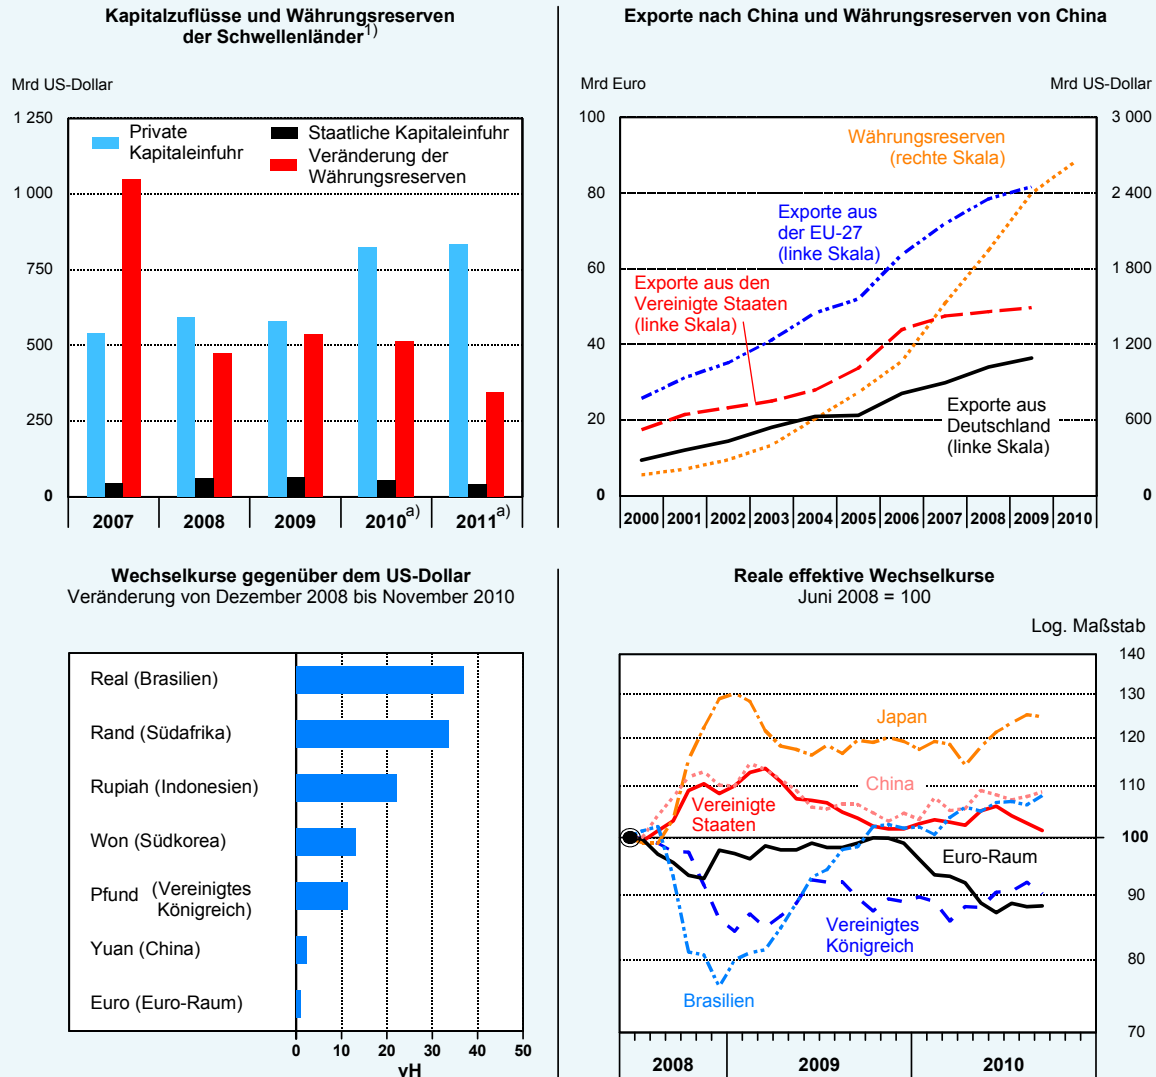 Kapitalzuflüsse und Währungsreserven
der Schwellenländer1)
Mrd US-Dollar
1 250
1 000
750
500
250
0
Private
Kapitaleinfuhr
Staatliche Kapitaleinfuhr
Veränderung der
Währungsreserven
2007
2008
2009
2010a)
2011a)
Exporte nach China und Währungsreserven von China
Mrd Euro
Mrd US-Dollar
100
80
60
40
20
0
3 000
2 400
1 800
1 200
600
0
Währungsreserven
(rechte Skala)
Exporte aus
der EU-27
(linke Skala)
Exporte aus den
Vereinigte Staaten
(linke Skala)
Exporte aus
Deutschland
(linke Skala)
2000 2001 2002 2003 2004 2005 2006 2007 2008 2009 2010
Wechselkurse gegenüber dem US-Dollar
Veränderung von Dezember 2008 bis November 2010
Real (Brasilien)
Rand (Südafrika)
Rupiah (Indonesien)
Won (Südkorea)
Pfund (Vereinigtes
Königreich)
Yuan (China)
Euro (Euro-Raum)
0 10 20 30 40 50
vH
Reale effektive Wechselkurse
Juni 2008 = 100
Log. Maßstab
140
130
120
110
100
90
80
70
Japan
China
Vereinigte
Staaten
Euro-Raum
Vereinigtes
Königreich
Brasilien
2008 2009 2010